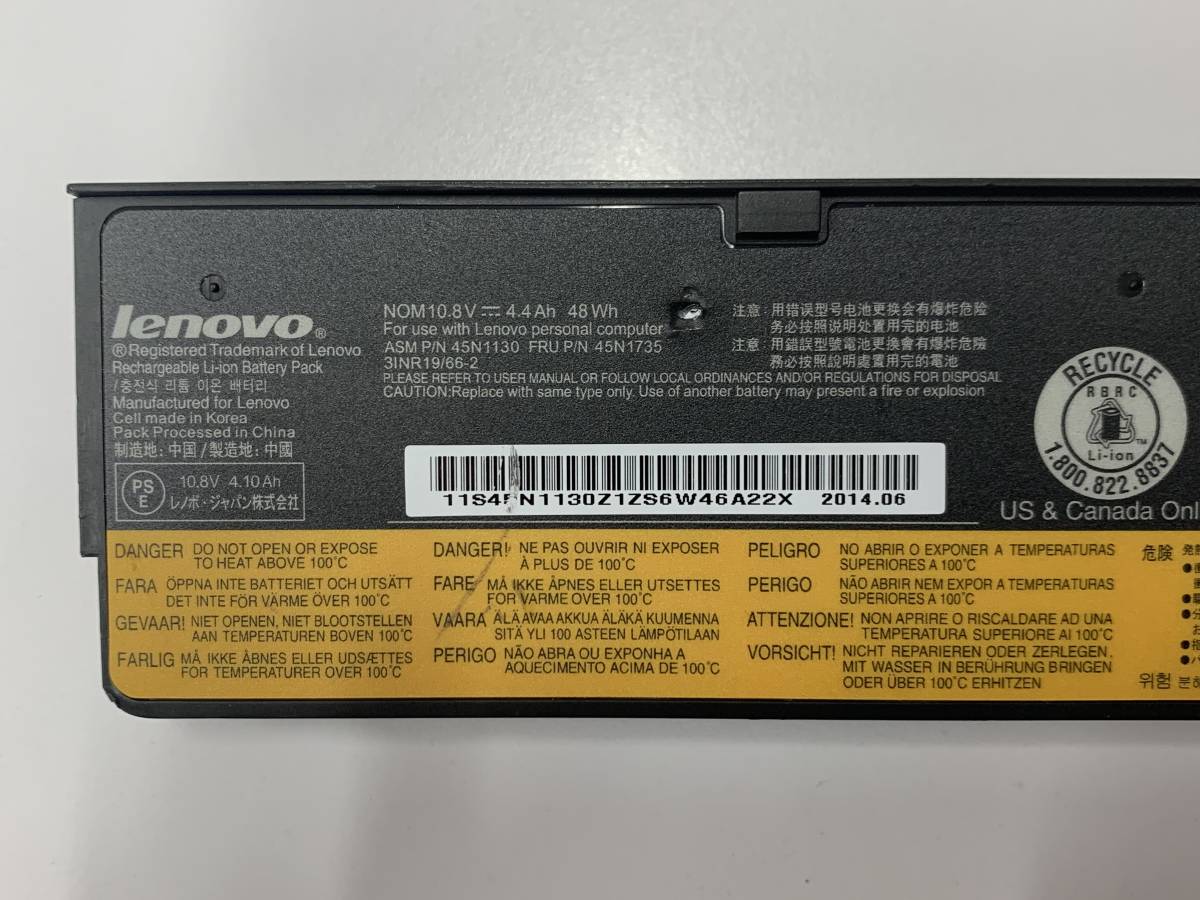 lenovo®
®Registered Trademark of Lenovo
Rechargeable Li-ion Battery Pack
/충전식 리튬 이온 배터리
Manufactured for Lenovo
Cell made in Korea
Pack Processed in China
制造地: 中国 / 製造地: 中國
PS
E
10.8V 4.10Ah
レノボ・ジャパン株式会社
NOM10.8V 4.4Ah 48Wh
For use with Lenovo personal computer
ASM P/N 45N1130 FRU P/N 45N1735
3INR19/66-2
PLEASE REFER TO USER MANUAL OR FOLLOW LOCAL ORDINANCES AND/OR REGULATIONS FOR DISPOSAL
CAUTION:Replace with same type only. Use of another battery may present a fire or explosion
注意: 用错误型号电池更换会有爆炸危险
务必按照说明处置用完的电池
注意: 用錯誤型號電池更換會有爆炸危險
務必按照說明處置用完的電池
11S45N1130Z1ZS6W46A22X 2014.06
RECYCLE
RBRC
Li-ion
TM
1.800.822.8837
US & Canada Onl
DANGER DO NOT OPEN OR EXPOSE
TO HEAT ABOVE 100°C
FARA ÖPPNA INTE BATTERIET OCH UTSÄTT
DET INTE FÖR VÄRME ÖVER 100°C
GEVAAR! NIET OPENEN, NIET BLOOTSTELLEN
AAN TEMPERATUREN BOVEN 100°C
FARLIG MÅ IKKE ÅBNES ELLER UDSÆTTES
FOR TEMPERATURER OVER 100°C
DANGER! NE PAS OUVRIR NI EXPOSER
À PLUS DE 100°C
FARE MÅ IKKE ÅPNES ELLER UTSETTES
FOR VARME OVER 100°C
VAARA ÄLÄ AVAA AKKUA ÄLÄKÄ KUUMENNA
SITÄ YLI 100 ASTEEN LÄMPÖTILAAN
PERIGO NÃO ABRA OU EXPONHA A
AQUECIMENTO ACIMA DE 100°C
PELIGRO NO ABRIR O EXPONER A TEMPERATURAS
SUPERIORES A 100°C
PERIGO NÃO ABRIR NEM EXPOR A TEMPERATURAS
SUPERIORES A 100°C
ATTENZIONE! NON APRIRE O RISCALDARE AD UNA
TEMPERATURA SUPERIORE AI 100°C
VORSICHT! NICHT REPARIEREN ODER ZERLEGEN,
MIT WASSER IN BERÜHRUNG BRINGEN
ODER ÜBER 100°C ERHITZEN
危険 発
위험 분해